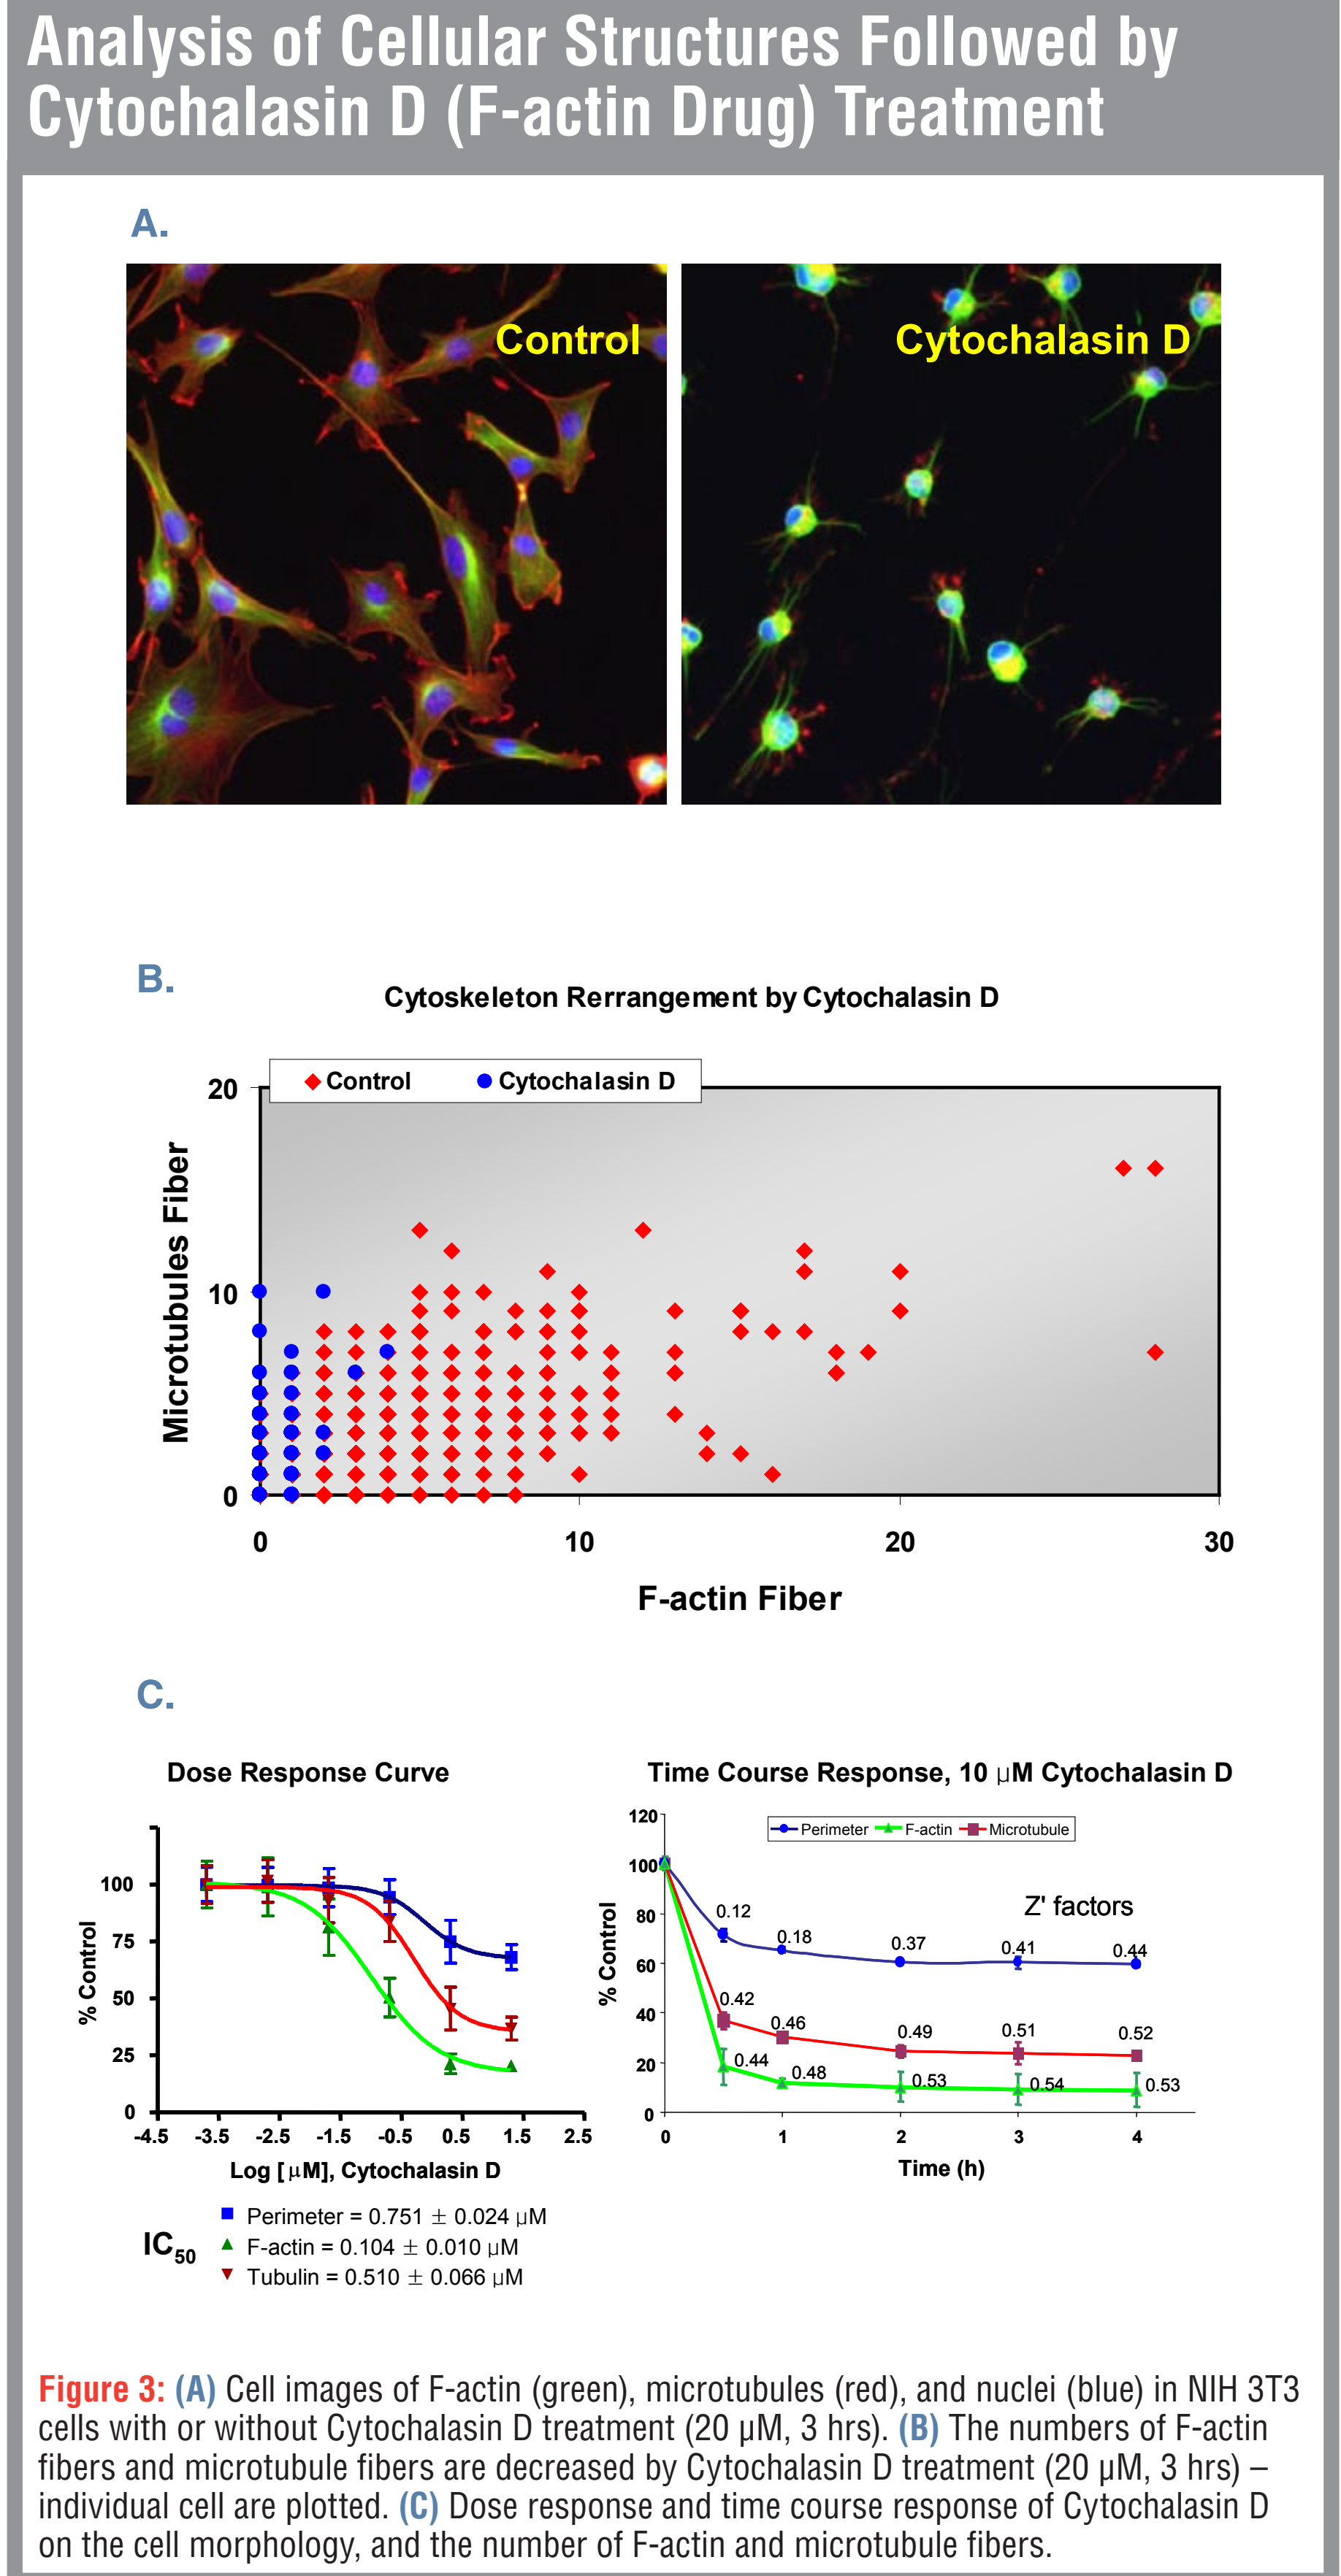 Analysis of Cellular Structures Followed by
Cytochalasin D (F-actin Drug) Treatment
A.
Control
Cytochalasin D
B.
Cytoskeleton Rerrangement by Cytochalasin D
Control
Cytochalasin D
20
10
0
Microtubules Fiber
0 10 20 30
F-actin Fiber
C.
Dose Response Curve
100
75
50
25
0
% Control
-4.5 -3.5 -2.5 -1.5 -0.5 0.5 1.5 2.5
Log [ μM], Cytochalasin D
IC50
Perimeter = 0.751 ± 0.024 μM
F-actin = 0.104 ± 0.010 μM
Tubulin = 0.510 ± 0.066 μM
Time Course Response, 10 μM Cytochalasin D
120
100
80
60
40
20
0
% Control
Perimeter F-actin Microtubule
Z' factors
0.12 0.18 0.37 0.41 0.44
0.42 0.46 0.49 0.51 0.52
0.44 0.48 0.53 0.54 0.53
0 1 2 3 4
Time (h)
Figure 3: (A) Cell images of F-actin (green), microtubules (red), and nuclei (blue) in NIH 3T3
cells with or without Cytochalasin D treatment (20 μM, 3 hrs). (B) The numbers of F-actin
fibers and microtubule fibers are decreased by Cytochalasin D treatment (20 μM, 3 hrs) –
individual cell are plotted. (C) Dose response and time course response of Cytochalasin D
on the cell morphology, and the number of F-actin and microtubule fibers.